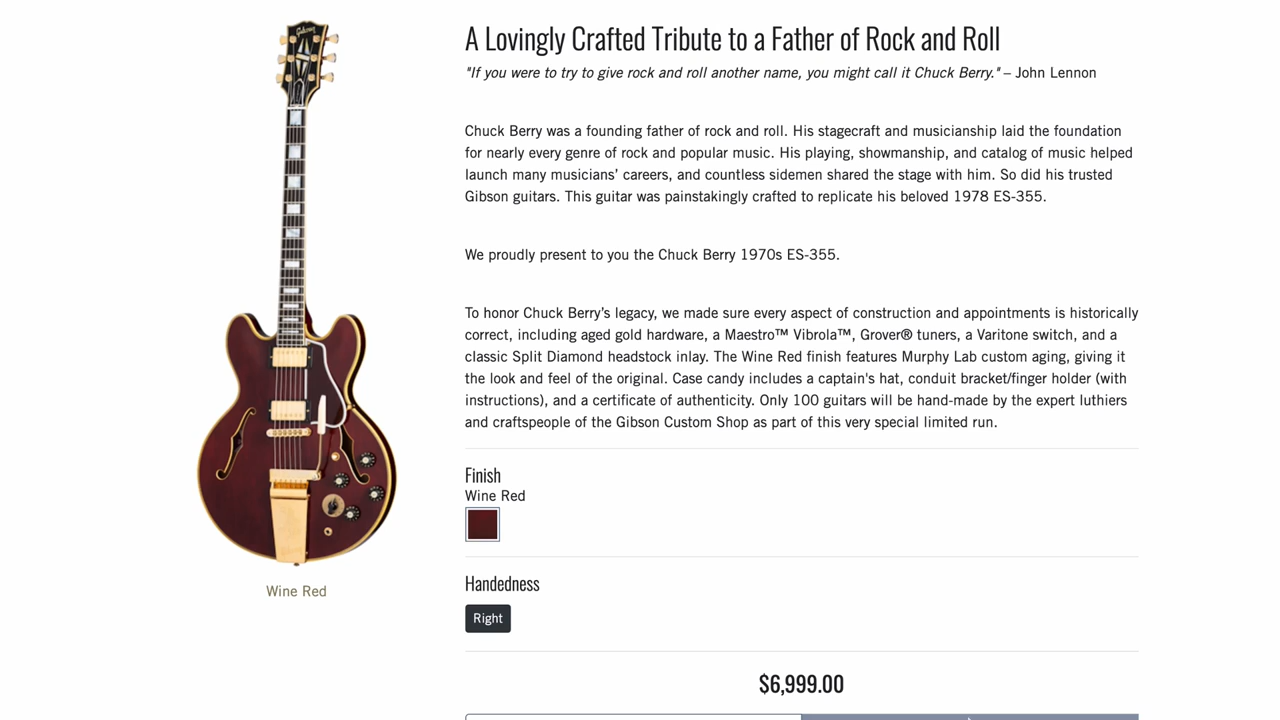 Gibson
A Lovingly Crafted Tribute to a Father of Rock and Roll
"If you were to try to give rock and roll another name, you might call it Chuck Berry." – John Lennon
Chuck Berry was a founding father of rock and roll. His stagecraft and musicianship laid the foundation
for nearly every genre of rock and popular music. His playing, showmanship, and catalog of music helped
launch many musicians’ careers, and countless sidemen shared the stage with him. So did his trusted
Gibson guitars. This guitar was painstakingly crafted to replicate his beloved 1978 ES-355.
We proudly present to you the Chuck Berry 1970s ES-355.
To honor Chuck Berry’s legacy, we made sure every aspect of construction and appointments is historically
correct, including aged gold hardware, a Maestro™ Vibrola™, Grover® tuners, a Varitone switch, and a
classic Split Diamond headstock inlay. The Wine Red finish features Murphy Lab custom aging, giving it
the look and feel of the original. Case candy includes a captain's hat, conduit bracket/finger holder (with
instructions), and a certificate of authenticity. Only 100 guitars will be hand-made by the expert luthiers
and craftspeople of the Gibson Custom Shop as part of this very special limited run.
Finish
Wine Red
Wine Red
Handedness
Right
$6,999.00